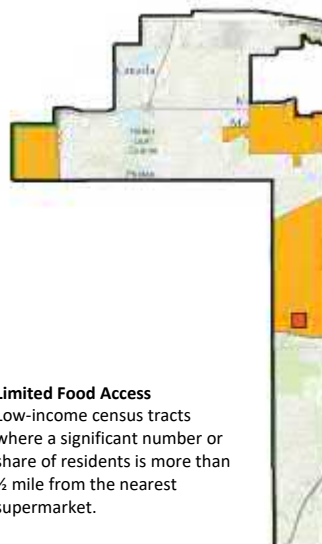 Limited Food Access
Low-income census tracts
where a significant number or
share of residents is more than
½ mile from the nearest
supermarket.